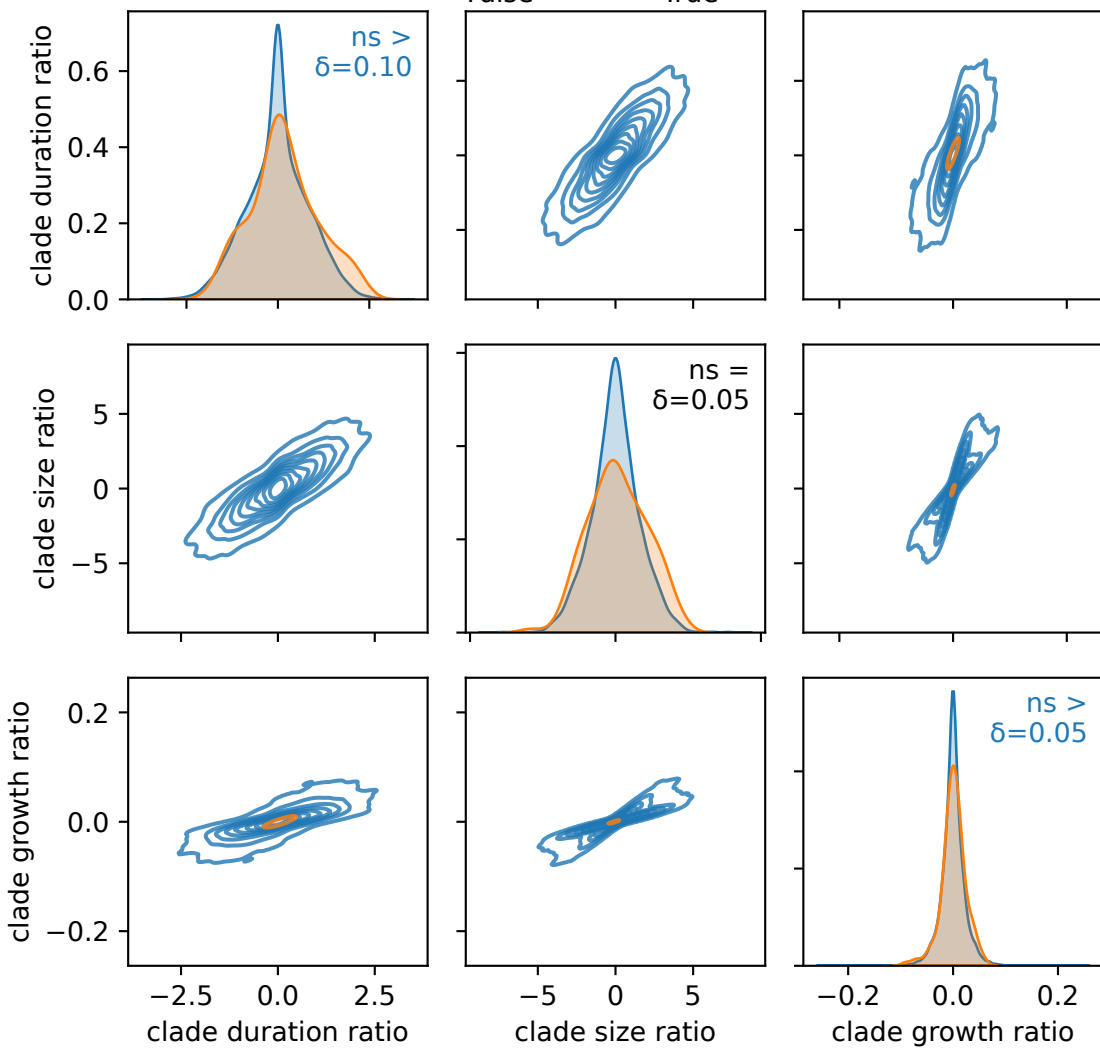 clade duration ratio
0.6
0.4
0.2
0.0
ns >
δ=0.10
clade size ratio
5
0
−5
ns =
δ=0.05
clade growth ratio
0.2
0.0
−0.2
ns >
δ=0.05
−2.5 0.0 2.5
−5 0 5
−0.2 0.0 0.2
clade duration ratio
clade size ratio
clade growth ratio